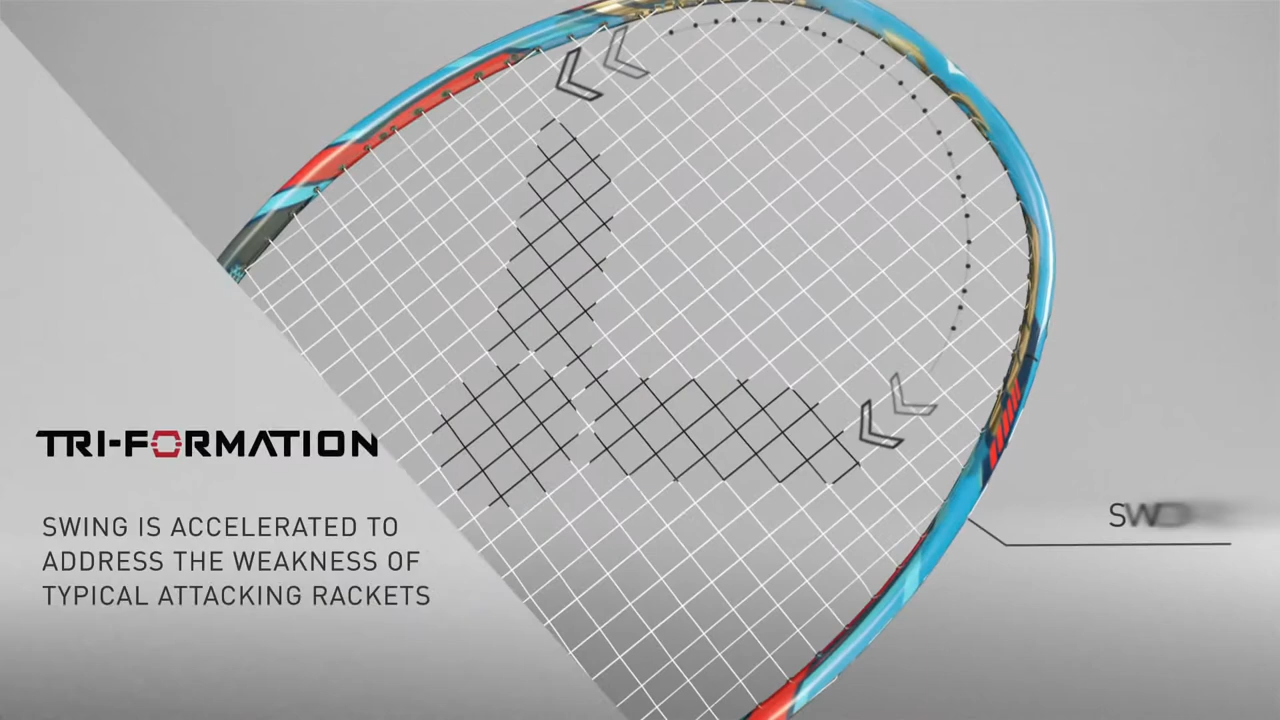 TRI-FORMATION
SWING IS ACCELERATED TO
ADDRESS THE WEAKNESS OF
TYPICAL ATTACKING RACKETS